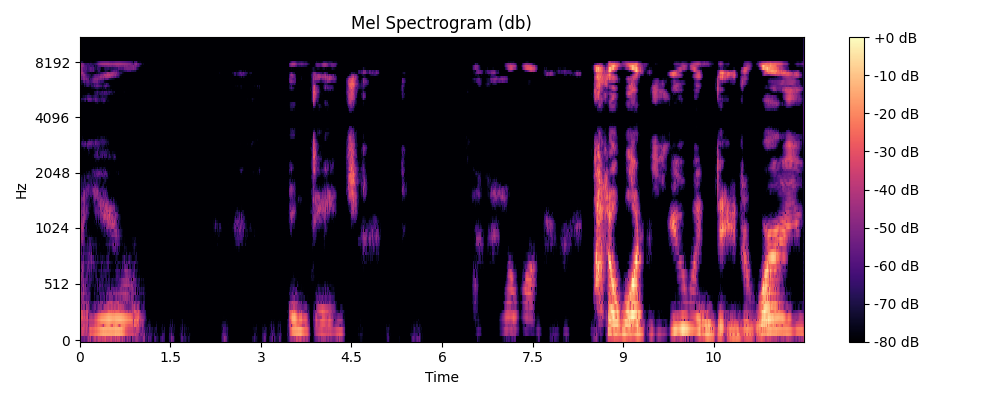 Mel Spectrogram (db)
8192
4096
2048
1024
512
0
Hz
0 1.5 3 4.5 6 7.5 9 10
Time
+0 dB
-10 dB
-20 dB
-30 dB
-40 dB
-50 dB
-60 dB
-70 dB
-80 dB